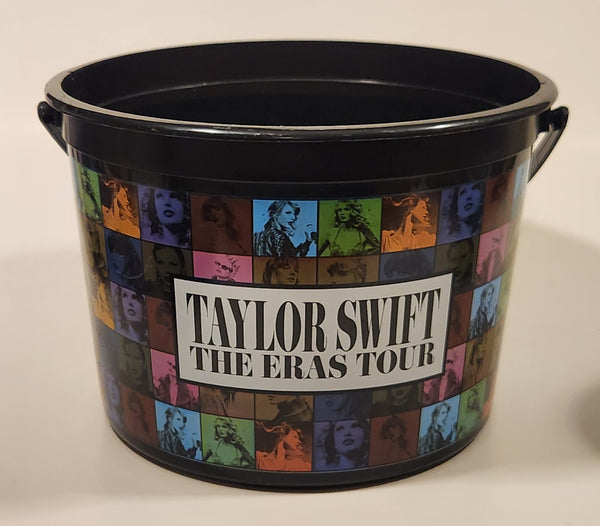 TAYLOR SWIFT
THE ERAS TOUR